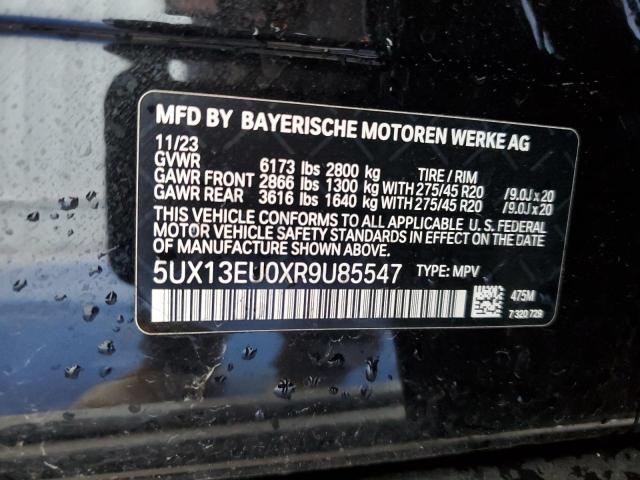 MFD BY BAYERISCHE MOTOREN WERKE AG
11/23
GVWR 6173 lbs 2800 kg TIRE / RIM
GAWR FRONT 2866 lbs 1300 kg WITH 275/45 R20 /9.0J x 20
GAWR REAR 3616 lbs 1640 kg WITH 275/45 R20 /9.0J x 20
THIS VEHICLE CONFORMS TO ALL APPLICABLE U. S. FEDERAL
MOTOR VEHICLE SAFETY STANDARDS IN EFFECT ON THE DATE
OF MANUFACTURE SHOWN ABOVE.
5UX13EU0XR9U85547 TYPE: MPV
475M
7 320 729